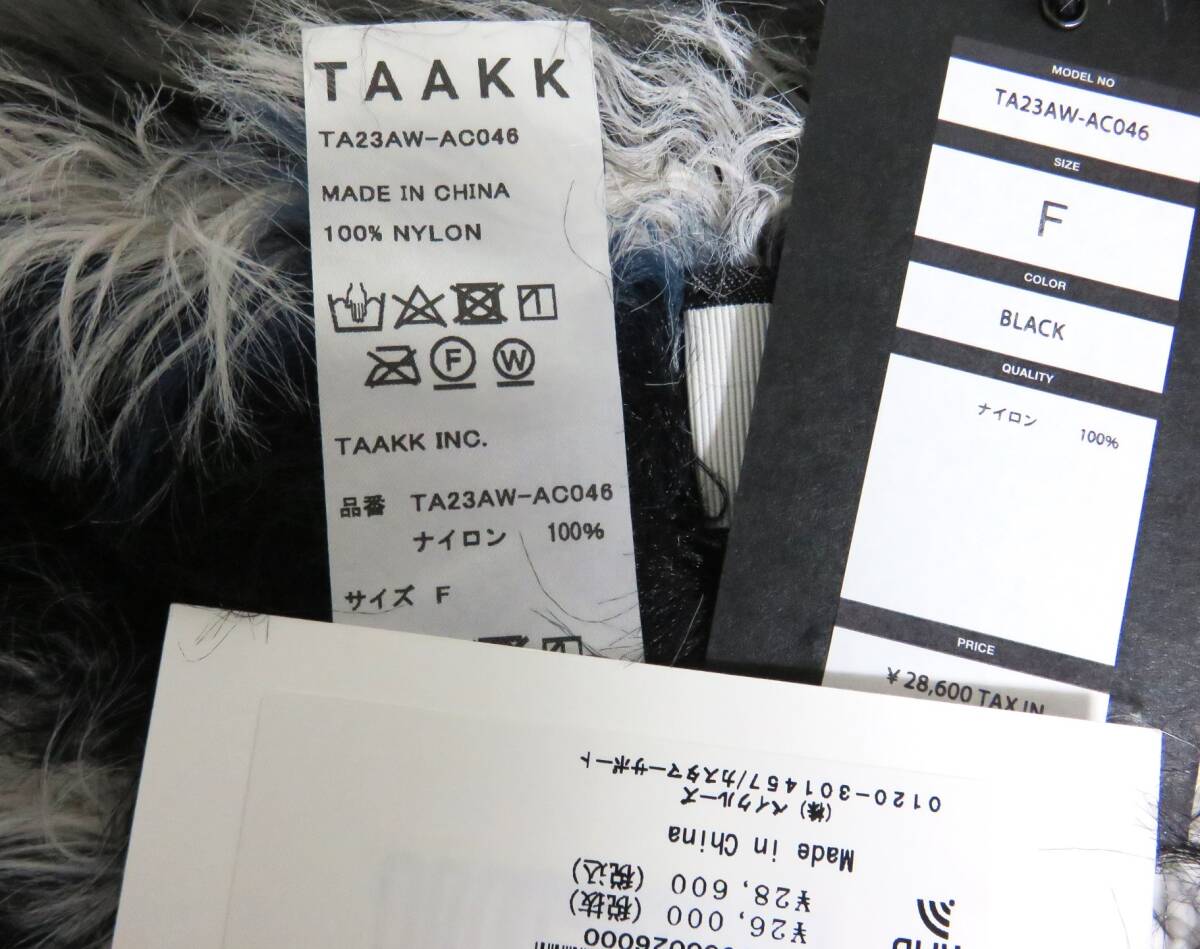 TAAKK
TA23AW-AC046
MADE IN CHINA
100% NYLON
F W
TAAKK INC.
品番 TA23AW-AC046
ナイロン 100%
サイズ F
MODEL NO
TA23AW-AC046
SIZE
F
COLOR
BLACK
QUALITY
ナイロン 100%
PRICE
¥28,600 TAX IN
0120-301457/カスタマーサポート
(株) ベイクルーズ
Made in China
¥28,600 (税込)
¥26,000 (税抜)